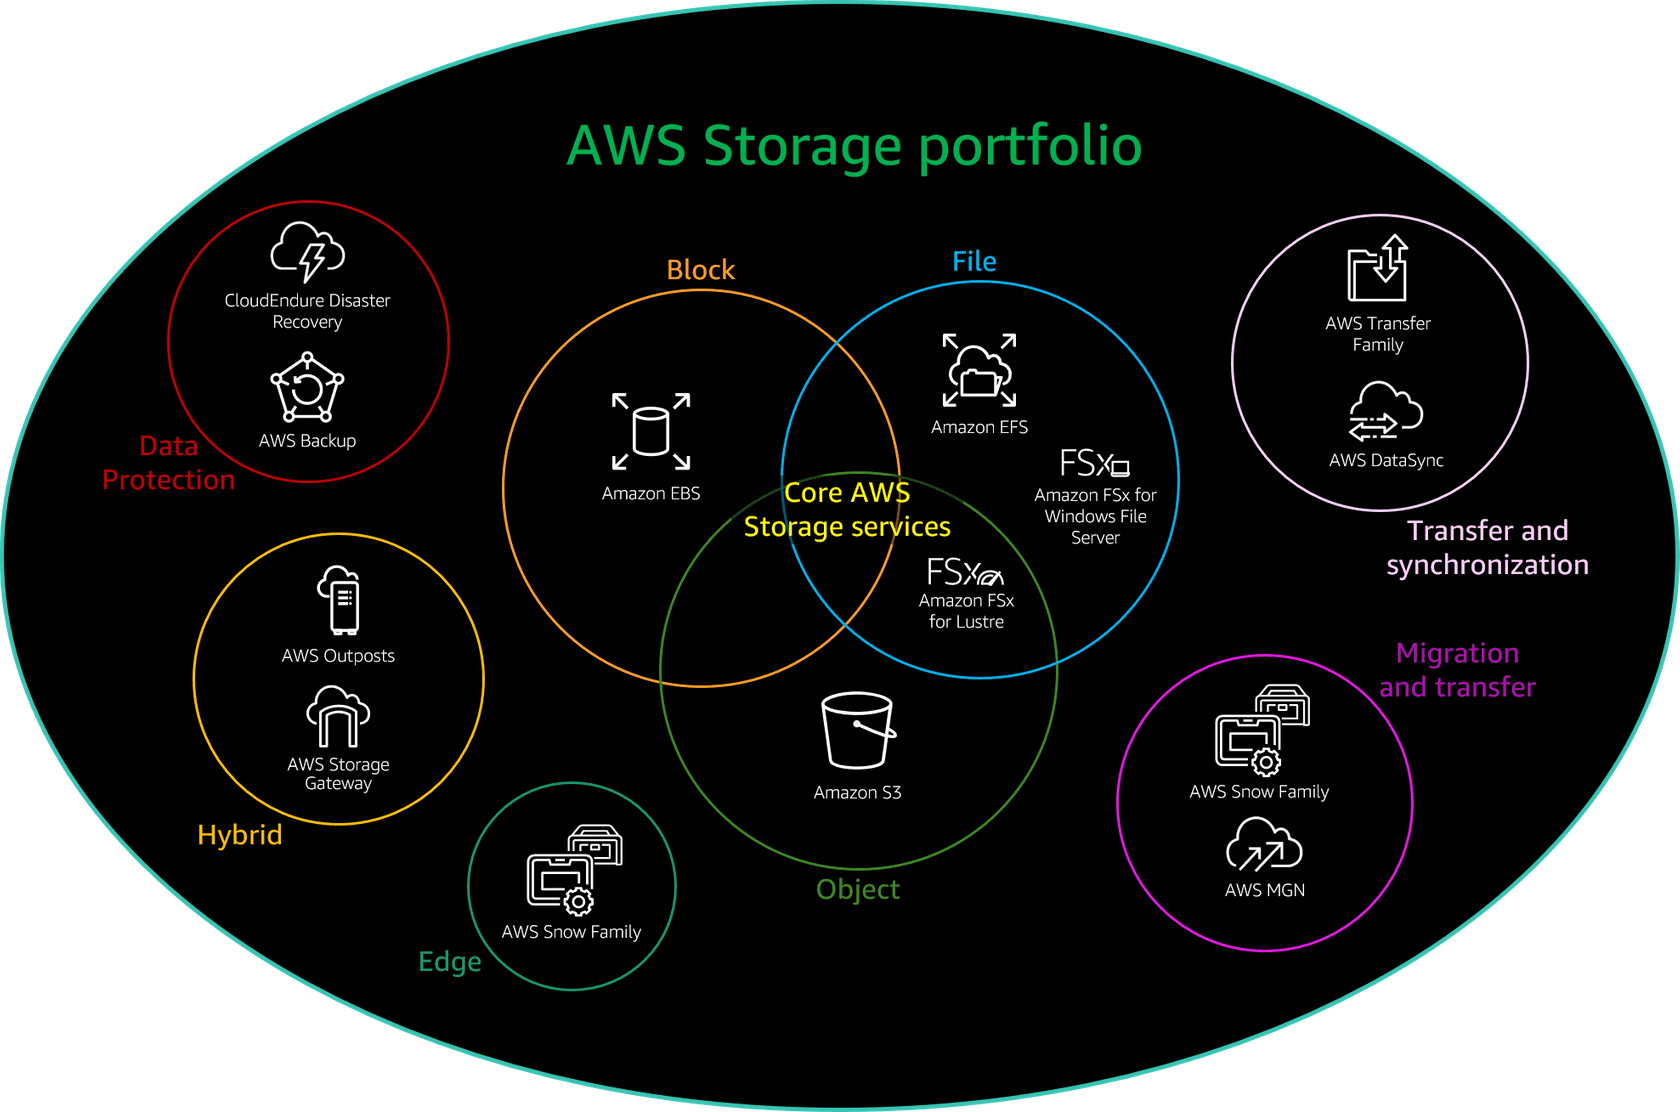 AWS Storage portfolio
CloudEndure Disaster
Recovery
AWS Backup
Data
Protection
Block
Amazon EBS
File
Amazon EFS
FSx
Amazon FSx for
Windows File
Server
Core AWS
Storage services
FSx
Amazon FSx
for Lustre
Amazon S3
Object
AWS Transfer
Family
AWS DataSync
Transfer and
synchronization
AWS Outposts
AWS Storage
Gateway
Hybrid
AWS Snow Family
Edge
Migration
and transfer
AWS Snow Family
AWS MGN